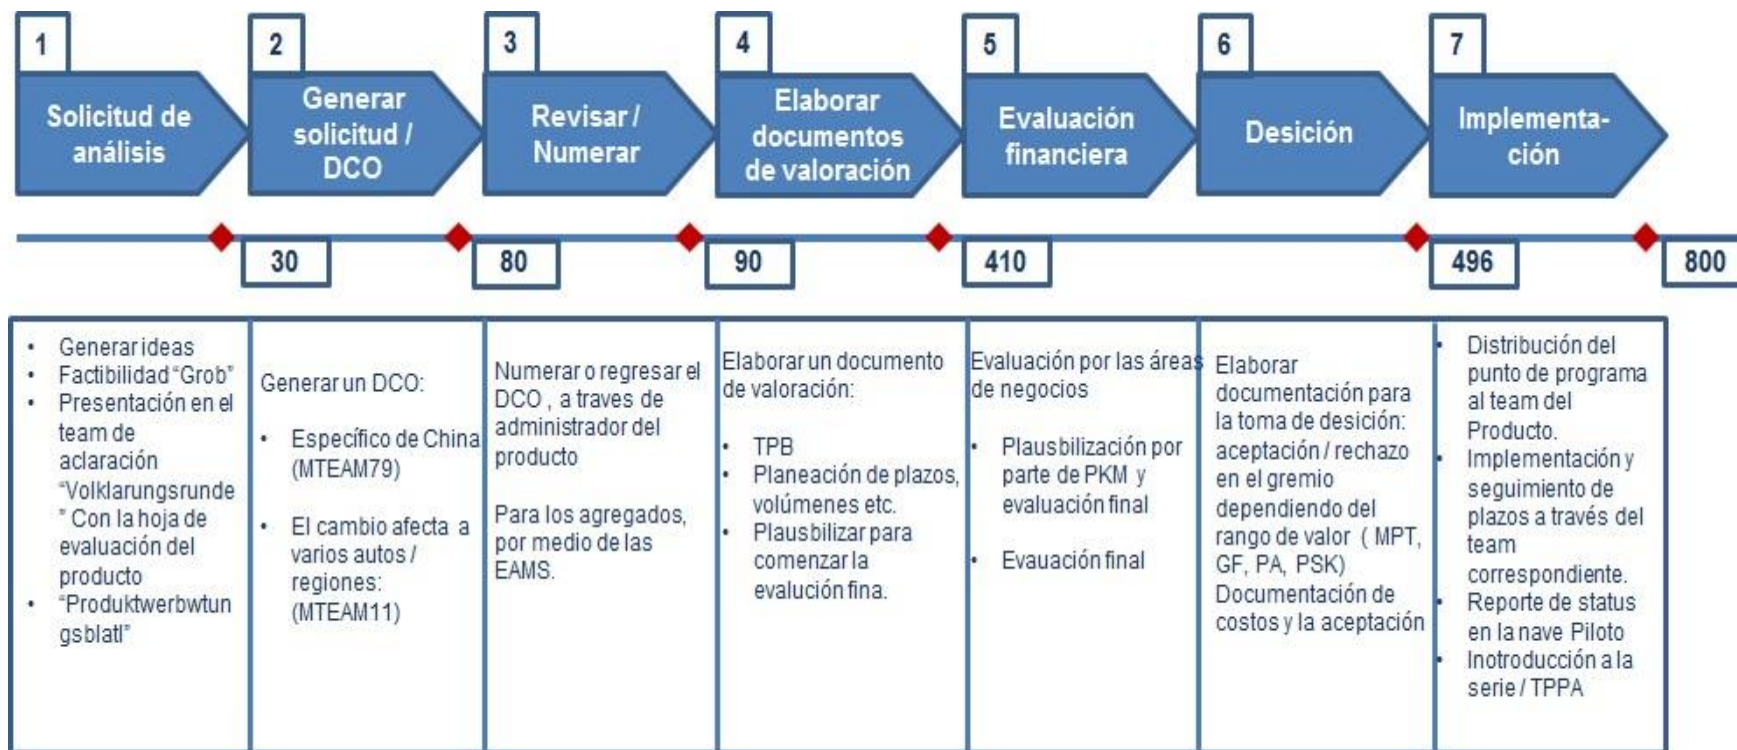 1
Solicitud de
análisis
2
Generar
solicitud /
DCO
3
Revisar /
Numerar
4
Elaborar
documentos
de valoración
5
Evaluación
financiera
6
Desición
7
Implementa-
ción
30
80
90
410
496
800
• Generar ideas
• Factibilidad “Grob”
• Presentación en el
team de
aclaración
“Volklarungsrunde
” Con la hoja de
evaluación del
producto
• “Produktwerbwtun
gsblatl”
Generar un DCO:
• Específico de China
(MTEAM79)
• El cambio afecta a
varios autos /
regiones:
(MTEAM11)
Numerar o regresar el
DCO , a traves de
administrador del
producto
Para los agregados,
por medio de las
EAMS.
Elaborar un documento
de valoración:
• TPB
• Planeación de plazos,
volúmenes etc.
• Plausbilizar para
comenzar la
evalución fina.
Evaluación por las áreas
de negocios
• Plausbilización por
parte de PKM y
evaluación final
• Evauación final
Elaborar
documentación para
la toma de desición:
aceptación / rechazo
en el gremio
dependiendo del
rango de valor ( MPT,
GF, PA, PSK)
Documentación de
costos y la aceptación
• Distribución del
punto de programa
al team del
Producto.
• Implementación y
seguimiento de
plazos a través del
team
correspondiente.
• Reporte de status
en la nave Piloto
• Inotroducción a la
serie / TPPA